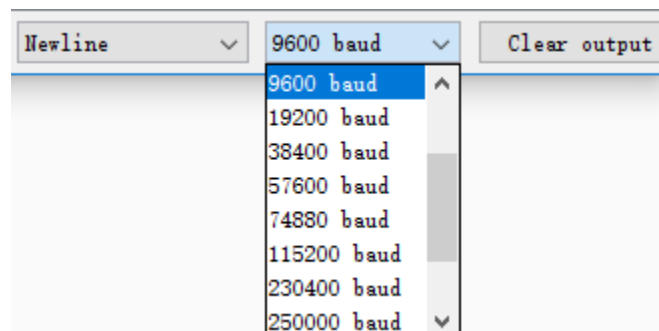 Newline 9600 baud Clear output
9600 baud
19200 baud
38400 baud
57600 baud
74880 baud
115200 baud
230400 baud
250000 baud